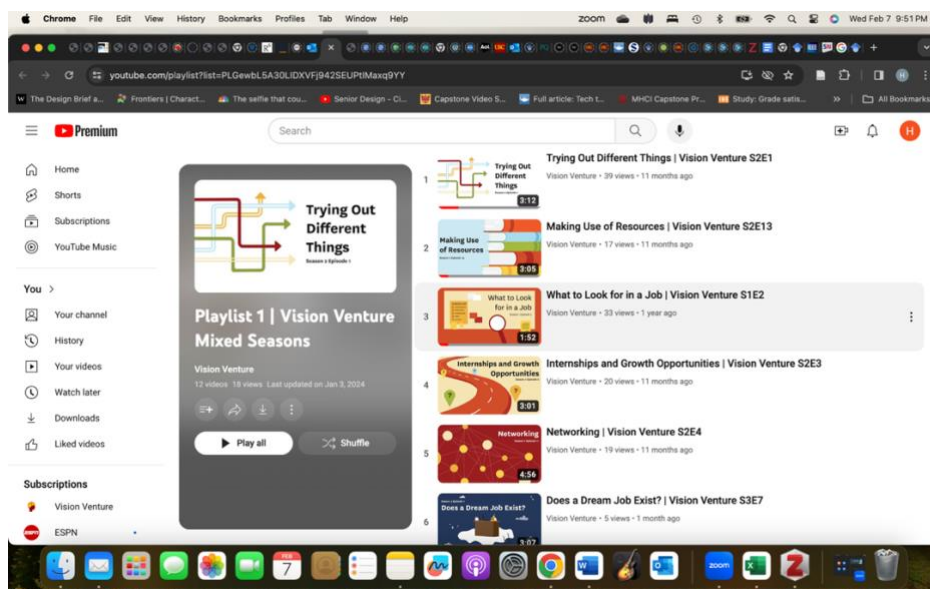 Chrome File Edit View History Bookmarks Profiles Tab Window Help
zoom
Wed Feb 7 9:51 PM
youtube.com/playlist?list=PLGewbL5A30LIDXVFj942SEUPtIMaxq9YY
The Design Brief a...
Frontiers | Charact...
The selfie that cou...
Senior Design - Ci...
Capstone Video S...
Full article: Tech t...
MHCI Capstone Pr...
Study: Grade satis...
All Bookmarks
Premium
Search
H
Home
Shorts
Subscriptions
YouTube Music
You
Your channel
History
Your videos
Watch later
Downloads
Liked videos
Subscriptions
Vision Venture
ESPN
Trying Out
Different
Things
Season 2 Episode 1
Playlist 1 | Vision Venture
Mixed Seasons
Vision Venture
12 videos 18 views Last updated on Jan 3, 2024
Play all
Shuffle
1
Trying Out
Different
Things
3:12
Trying Out Different Things | Vision Venture S2E1
Vision Venture • 39 views • 11 months ago
2
Making Use
of Resources
3:05
Making Use of Resources | Vision Venture S2E13
Vision Venture • 17 views • 11 months ago
3
What to Look
for in a Job
1:52
What to Look for in a Job | Vision Venture S1E2
Vision Venture • 33 views • 1 year ago
4
Internships and Growth
Opportunities
3:01
Internships and Growth Opportunities | Vision Venture S2E3
Vision Venture • 20 views • 11 months ago
5
Networking
4:56
Networking | Vision Venture S2E4
Vision Venture • 19 views • 11 months ago
6
Does a Dream Job Exist?
3:07
Does a Dream Job Exist? | Vision Venture S3E7
Vision Venture • 5 views • 1 month ago
FEB
7
zoom